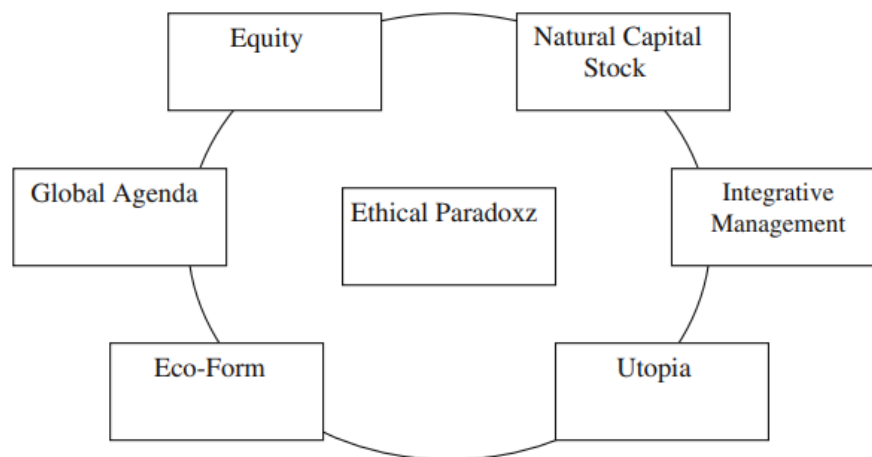 Equity
Natural Capital
Stock
Global Agenda
Ethical Paradoxz
Integrative
Management
Eco-Form
Utopia